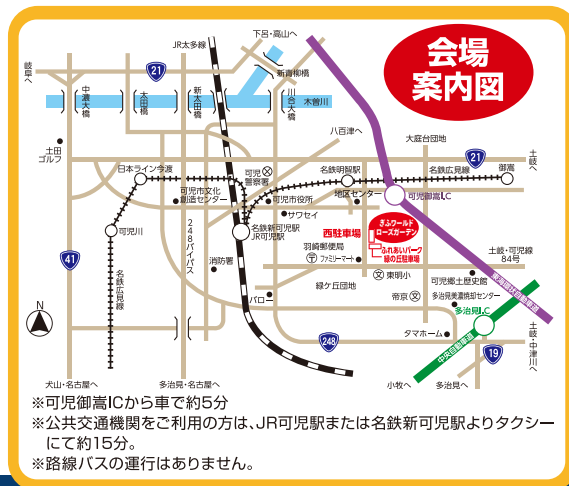 会場
案内図
下呂・高山へ
JR太多線
新青柳橋
岐阜へ
21
中濃大橋
太田橋
新太田橋
川合大橋
木曽川
八百津へ
大庭台団地
土田
ゴルフ
日本ライン今渡
可児
警察署
名鉄明智駅
名鉄広見線
21
御嵩
土岐へ
可児市文化
創造センター
可児市役所
地区センター
可児御嵩I.C
サワセイ
可児川
248バイパス
名鉄新可児駅
JR可児駅
西駐車場
ぎふワールド
ローズガーデン
ふれあいパーク
緑の丘駐車場
羽崎郵便局
ファミリーマート
土岐・可児線
84号
41
名鉄広見線
消防署
緑ケ丘団地
東明小
文
可児郷土歴史館
東海環状自動車道
帝京
文
多治見美濃焼卸センター
バロー
多治見I.C
N
タマホーム
248
中央自動車道
19
土岐・中津川へ
犬山・名古屋へ
多治見・名古屋へ
小牧へ
多治見へ
※可児御嵩ICから車で約5分
※公共交通機関をご利用の方は、JR可児駅または名鉄新可児駅よりタクシー
にて約15分。
※路線バスの運行はありません。